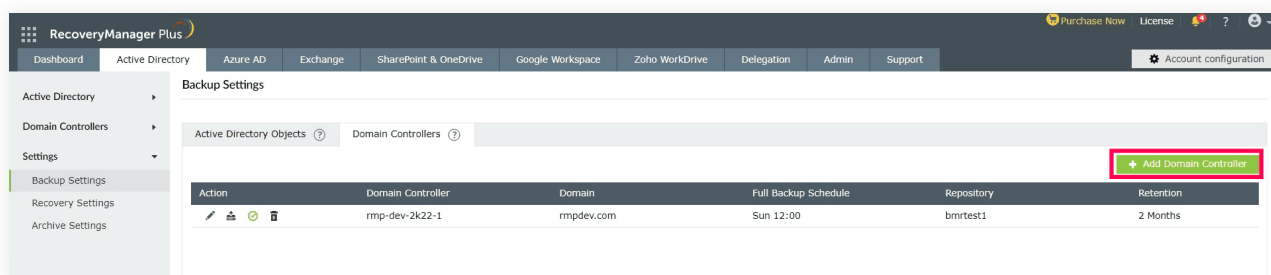 Purchase Now License 4 ?
RecoveryManager Plus
Dashboard Active Directory Azure AD Exchange SharePoint & OneDrive Google Workspace Zoho WorkDrive Delegation Admin Support Account configuration
Backup Settings
Active Directory
Domain Controllers
Settings
Backup Settings
Recovery Settings
Archive Settings
Active Directory Objects ? Domain Controllers ?
+ Add Domain Controller
Action Domain Controller Domain Full Backup Schedule Repository Retention
rmp-dev-2k22-1 rmpdev.com Sun 12:00 bmrtest1 2 Months